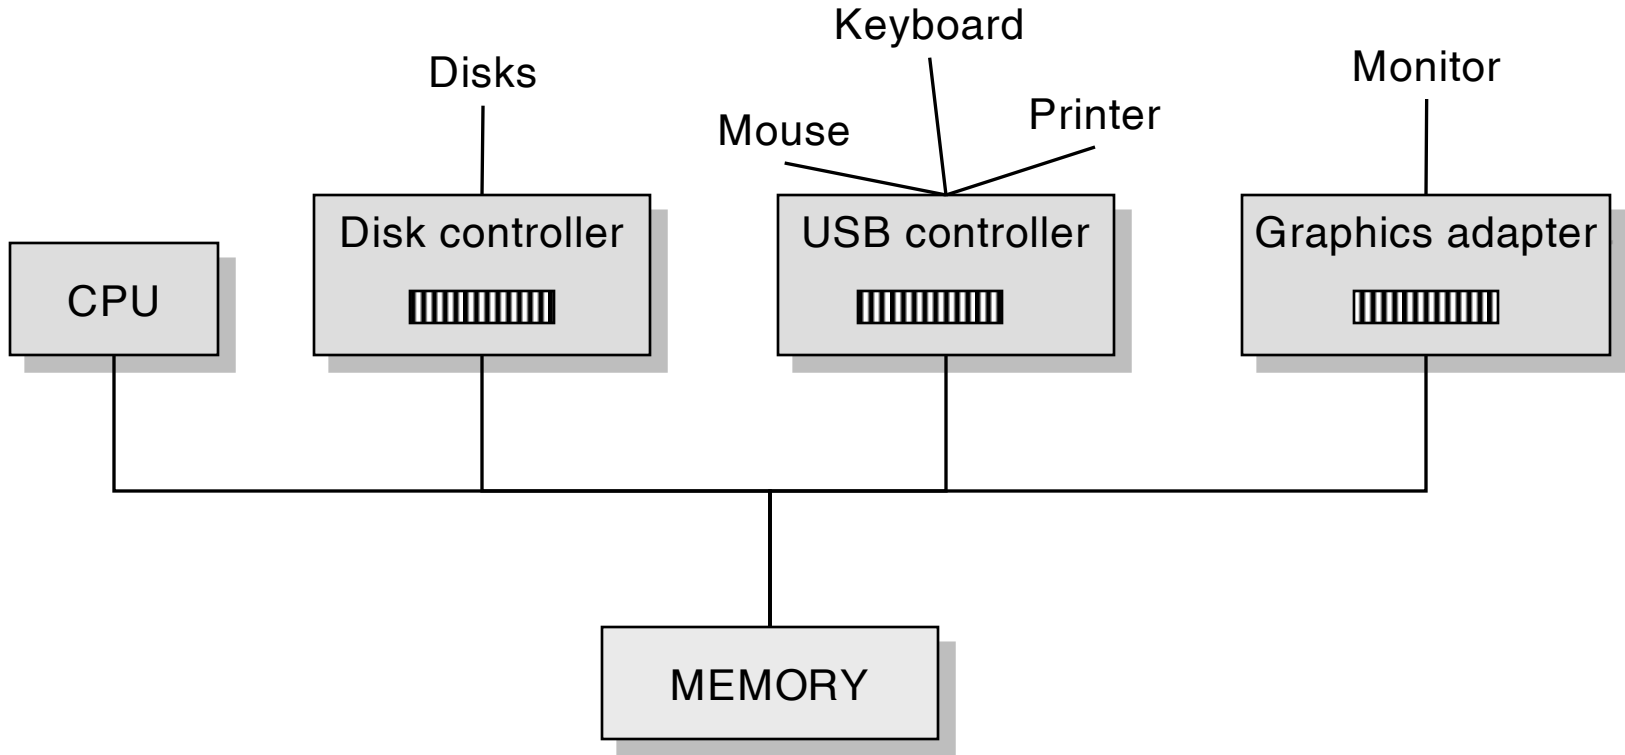 Keyboard
Disks
Monitor
Mouse
Printer
Disk controller
USB controller
Graphics adapter
CPU
MEMORY